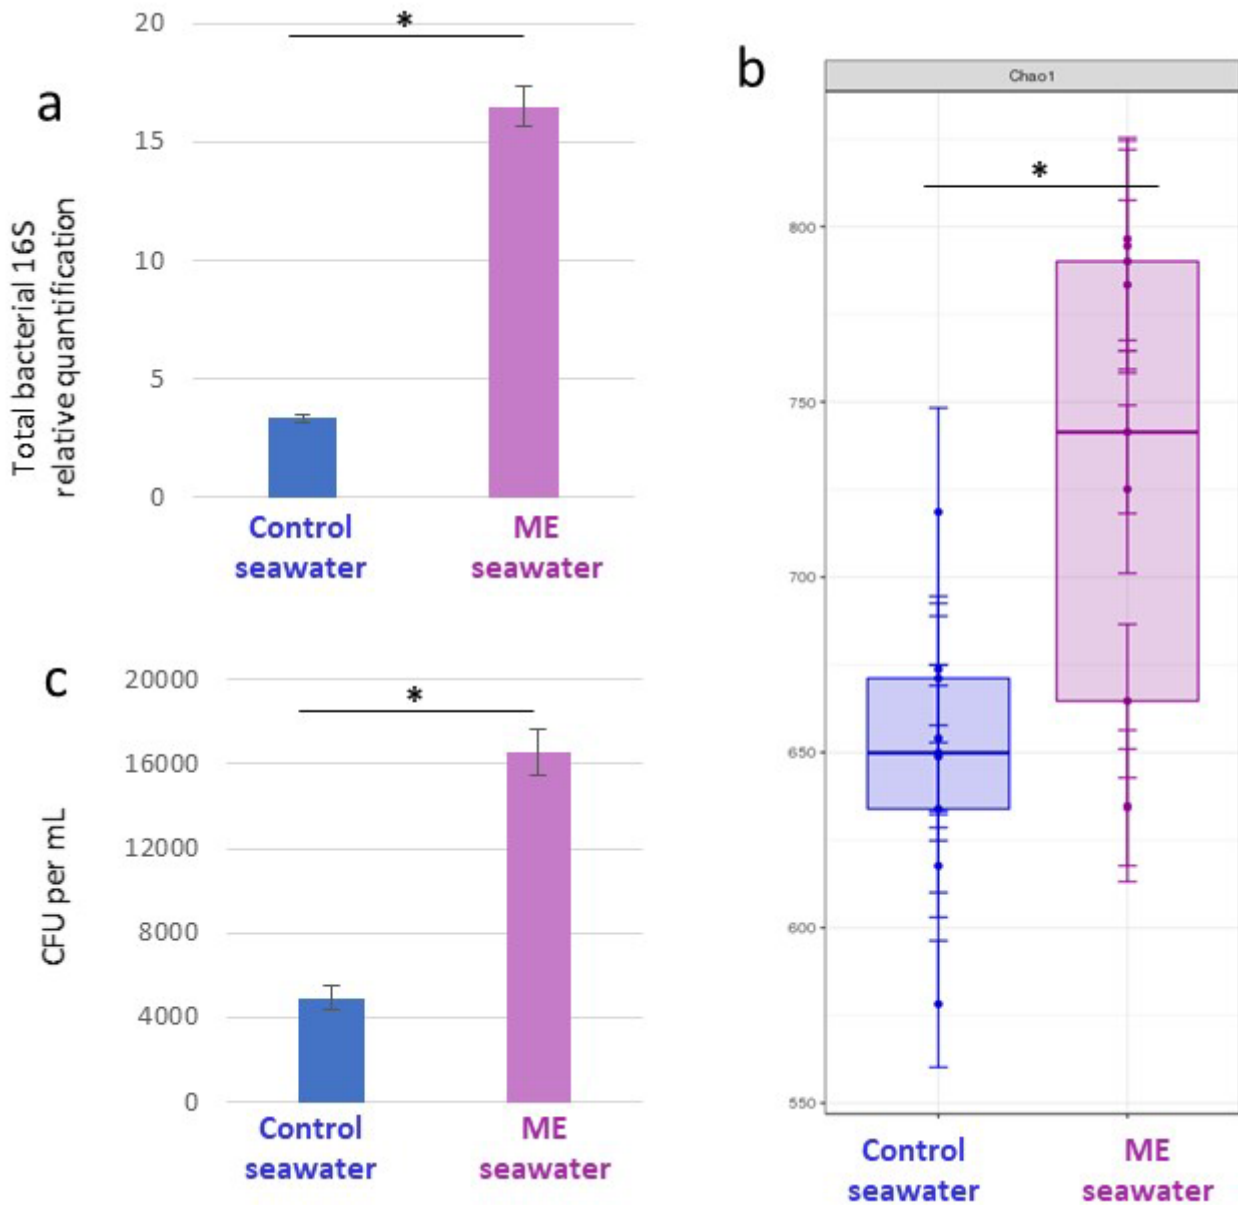 a
Total bacterial 16S
relative quantification
20
15
10
5
0
*
Control
seawater
ME
seawater
b
Chao1
800
750
700
650
600
550
*
Control
seawater
ME
seawater
c
CFU per mL
20000
16000
12000
8000
4000
0
*
Control
seawater
ME
seawater